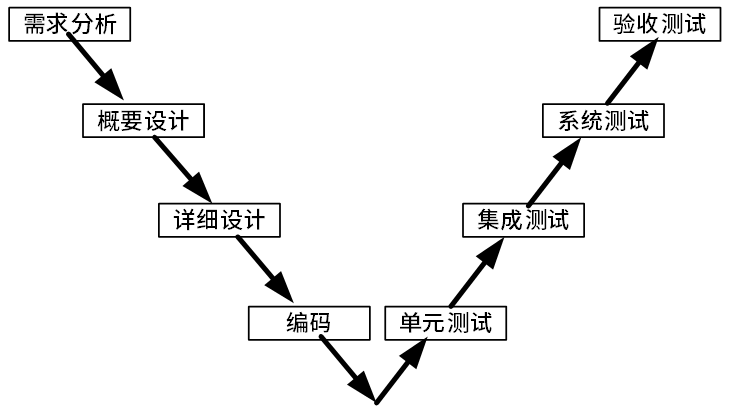 需求分析
验收测试
概要设计
系统测试
详细设计
集成测试
编码
单元测试